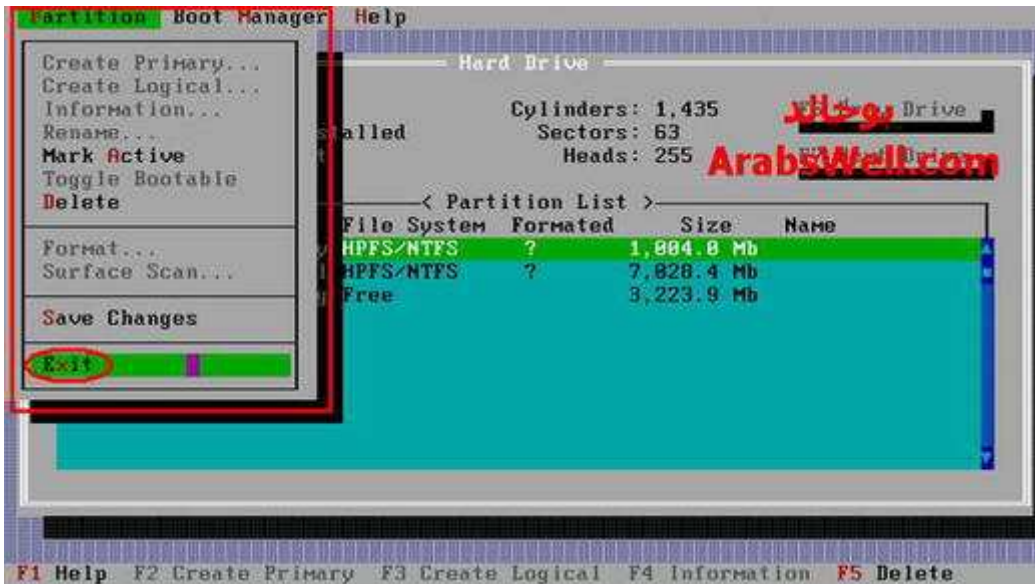 Partition Boot Manager Help
Create Primary...
Hard Drive
Create Logical...
Information...
Cylinders: 1,435
بوخالد
Drive
Rename...
Sectors: 63
Mark Active
Heads: 255
ArabsWell.com
Toggle Bootable
Delete
< Partition List >
File System Formated Size Name
Format...
HPFS/NTFS ? 1,004.0 Mb
Surface Scan...
HPFS/NTFS ? 7,028.4 Mb
Free 3,223.9 Mb
Save Changes
Exit
F1 Help F2 Create Primary F3 Create Logical F4 Information F5 Delete